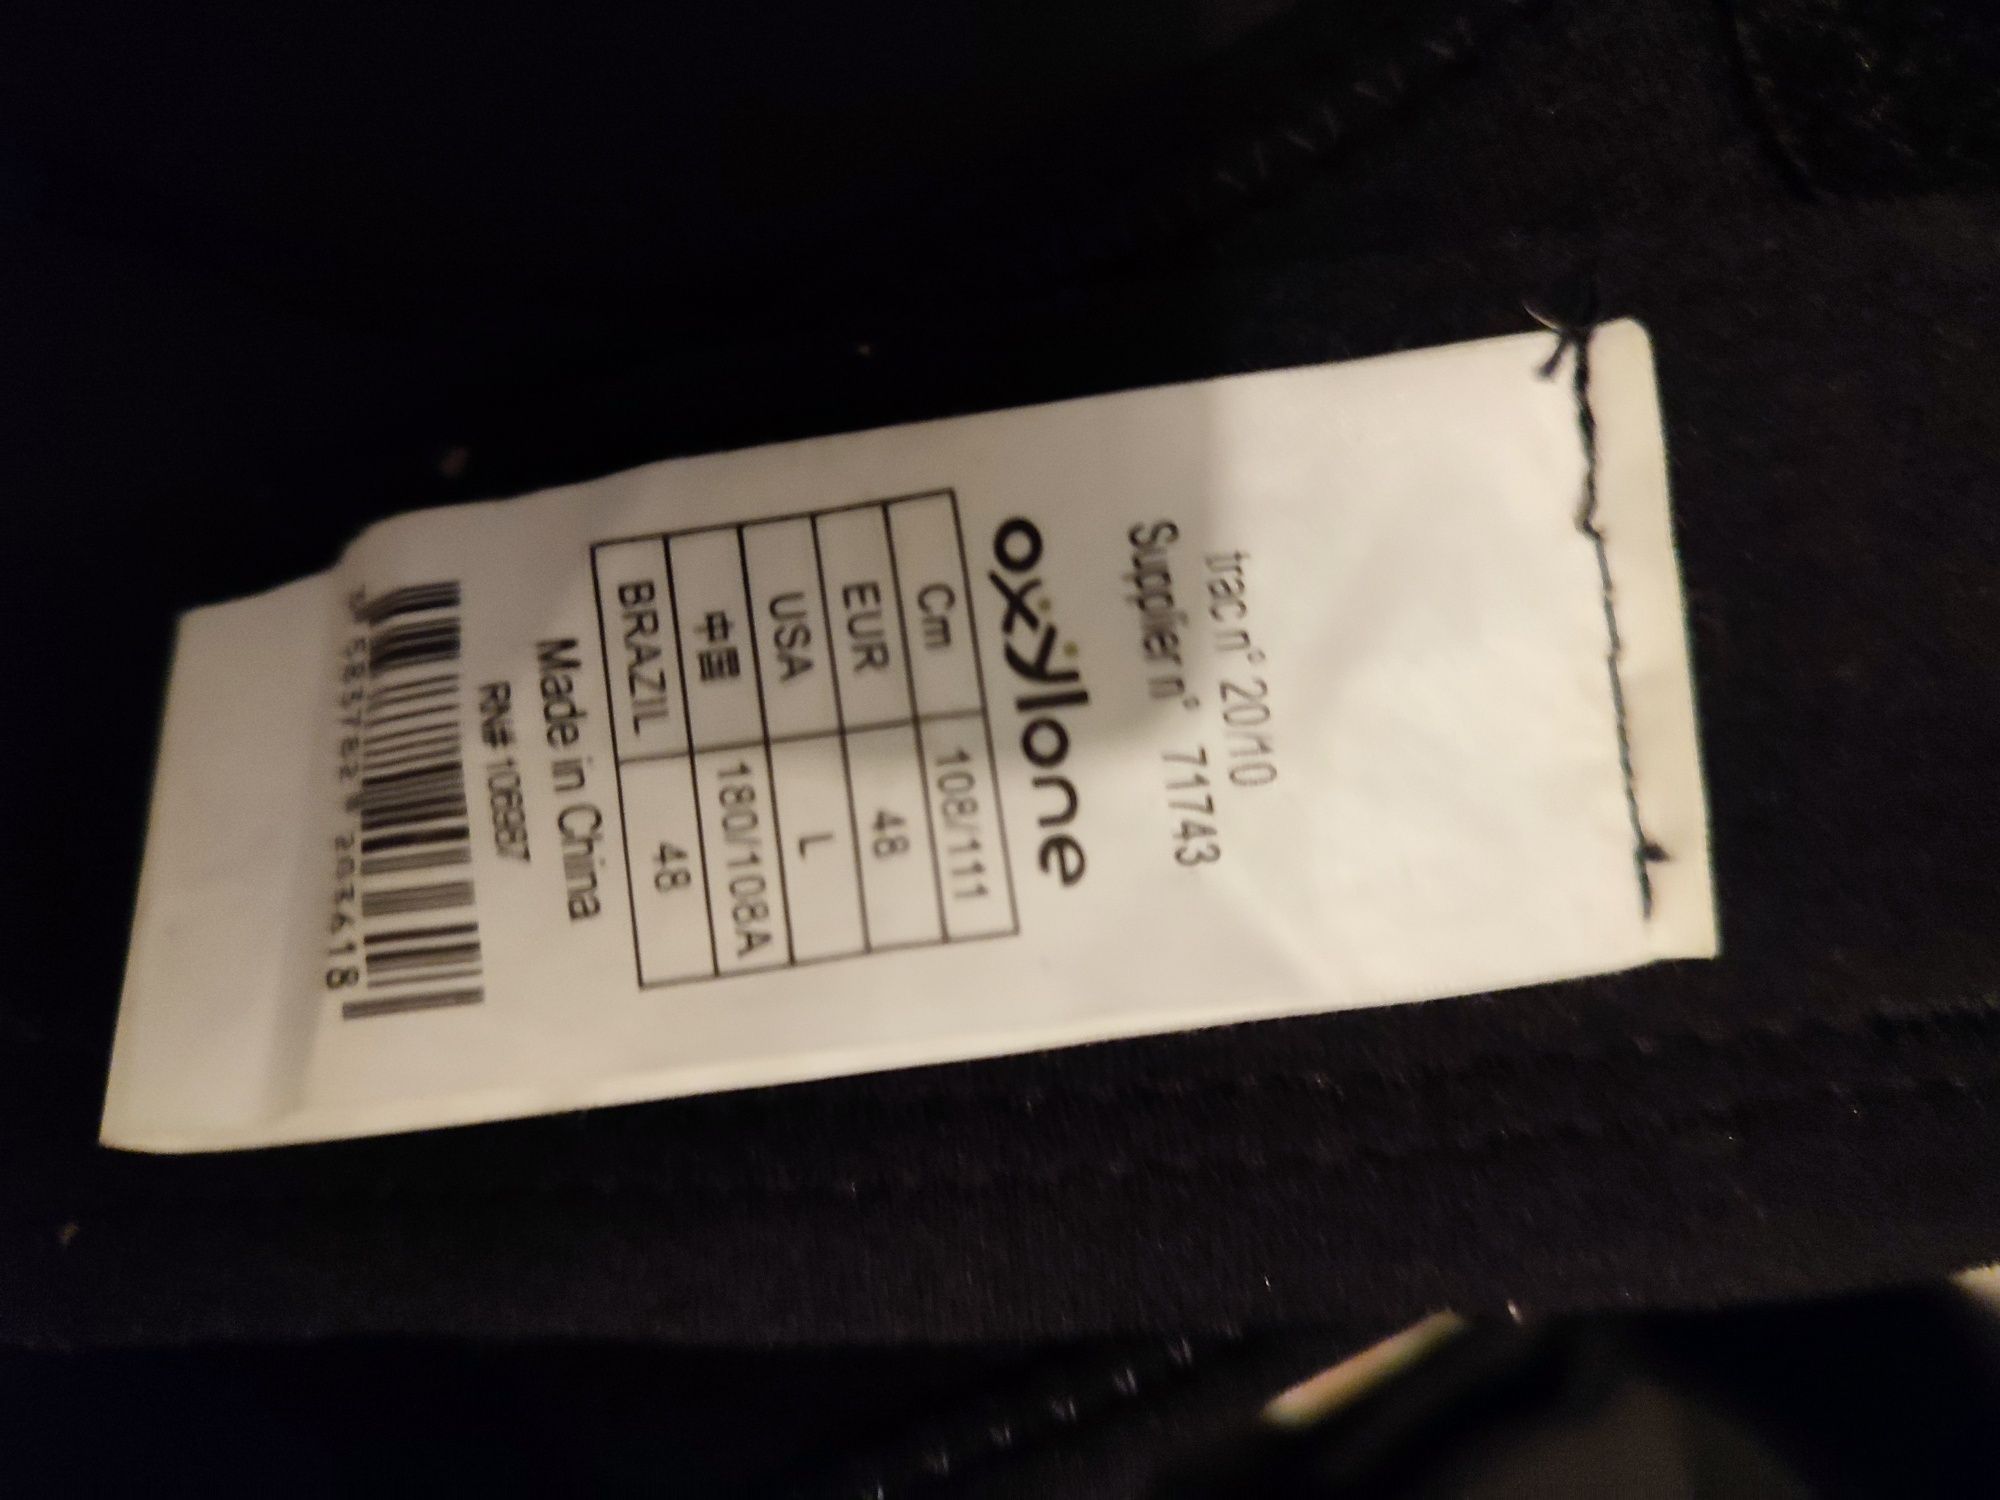 trac n° 20/10
Supplier n° 71743
oxylone
Cm 108/111
EUR 48
USA L
中国 180/108A
BRAZIL 48
Made in China
RN# 106987